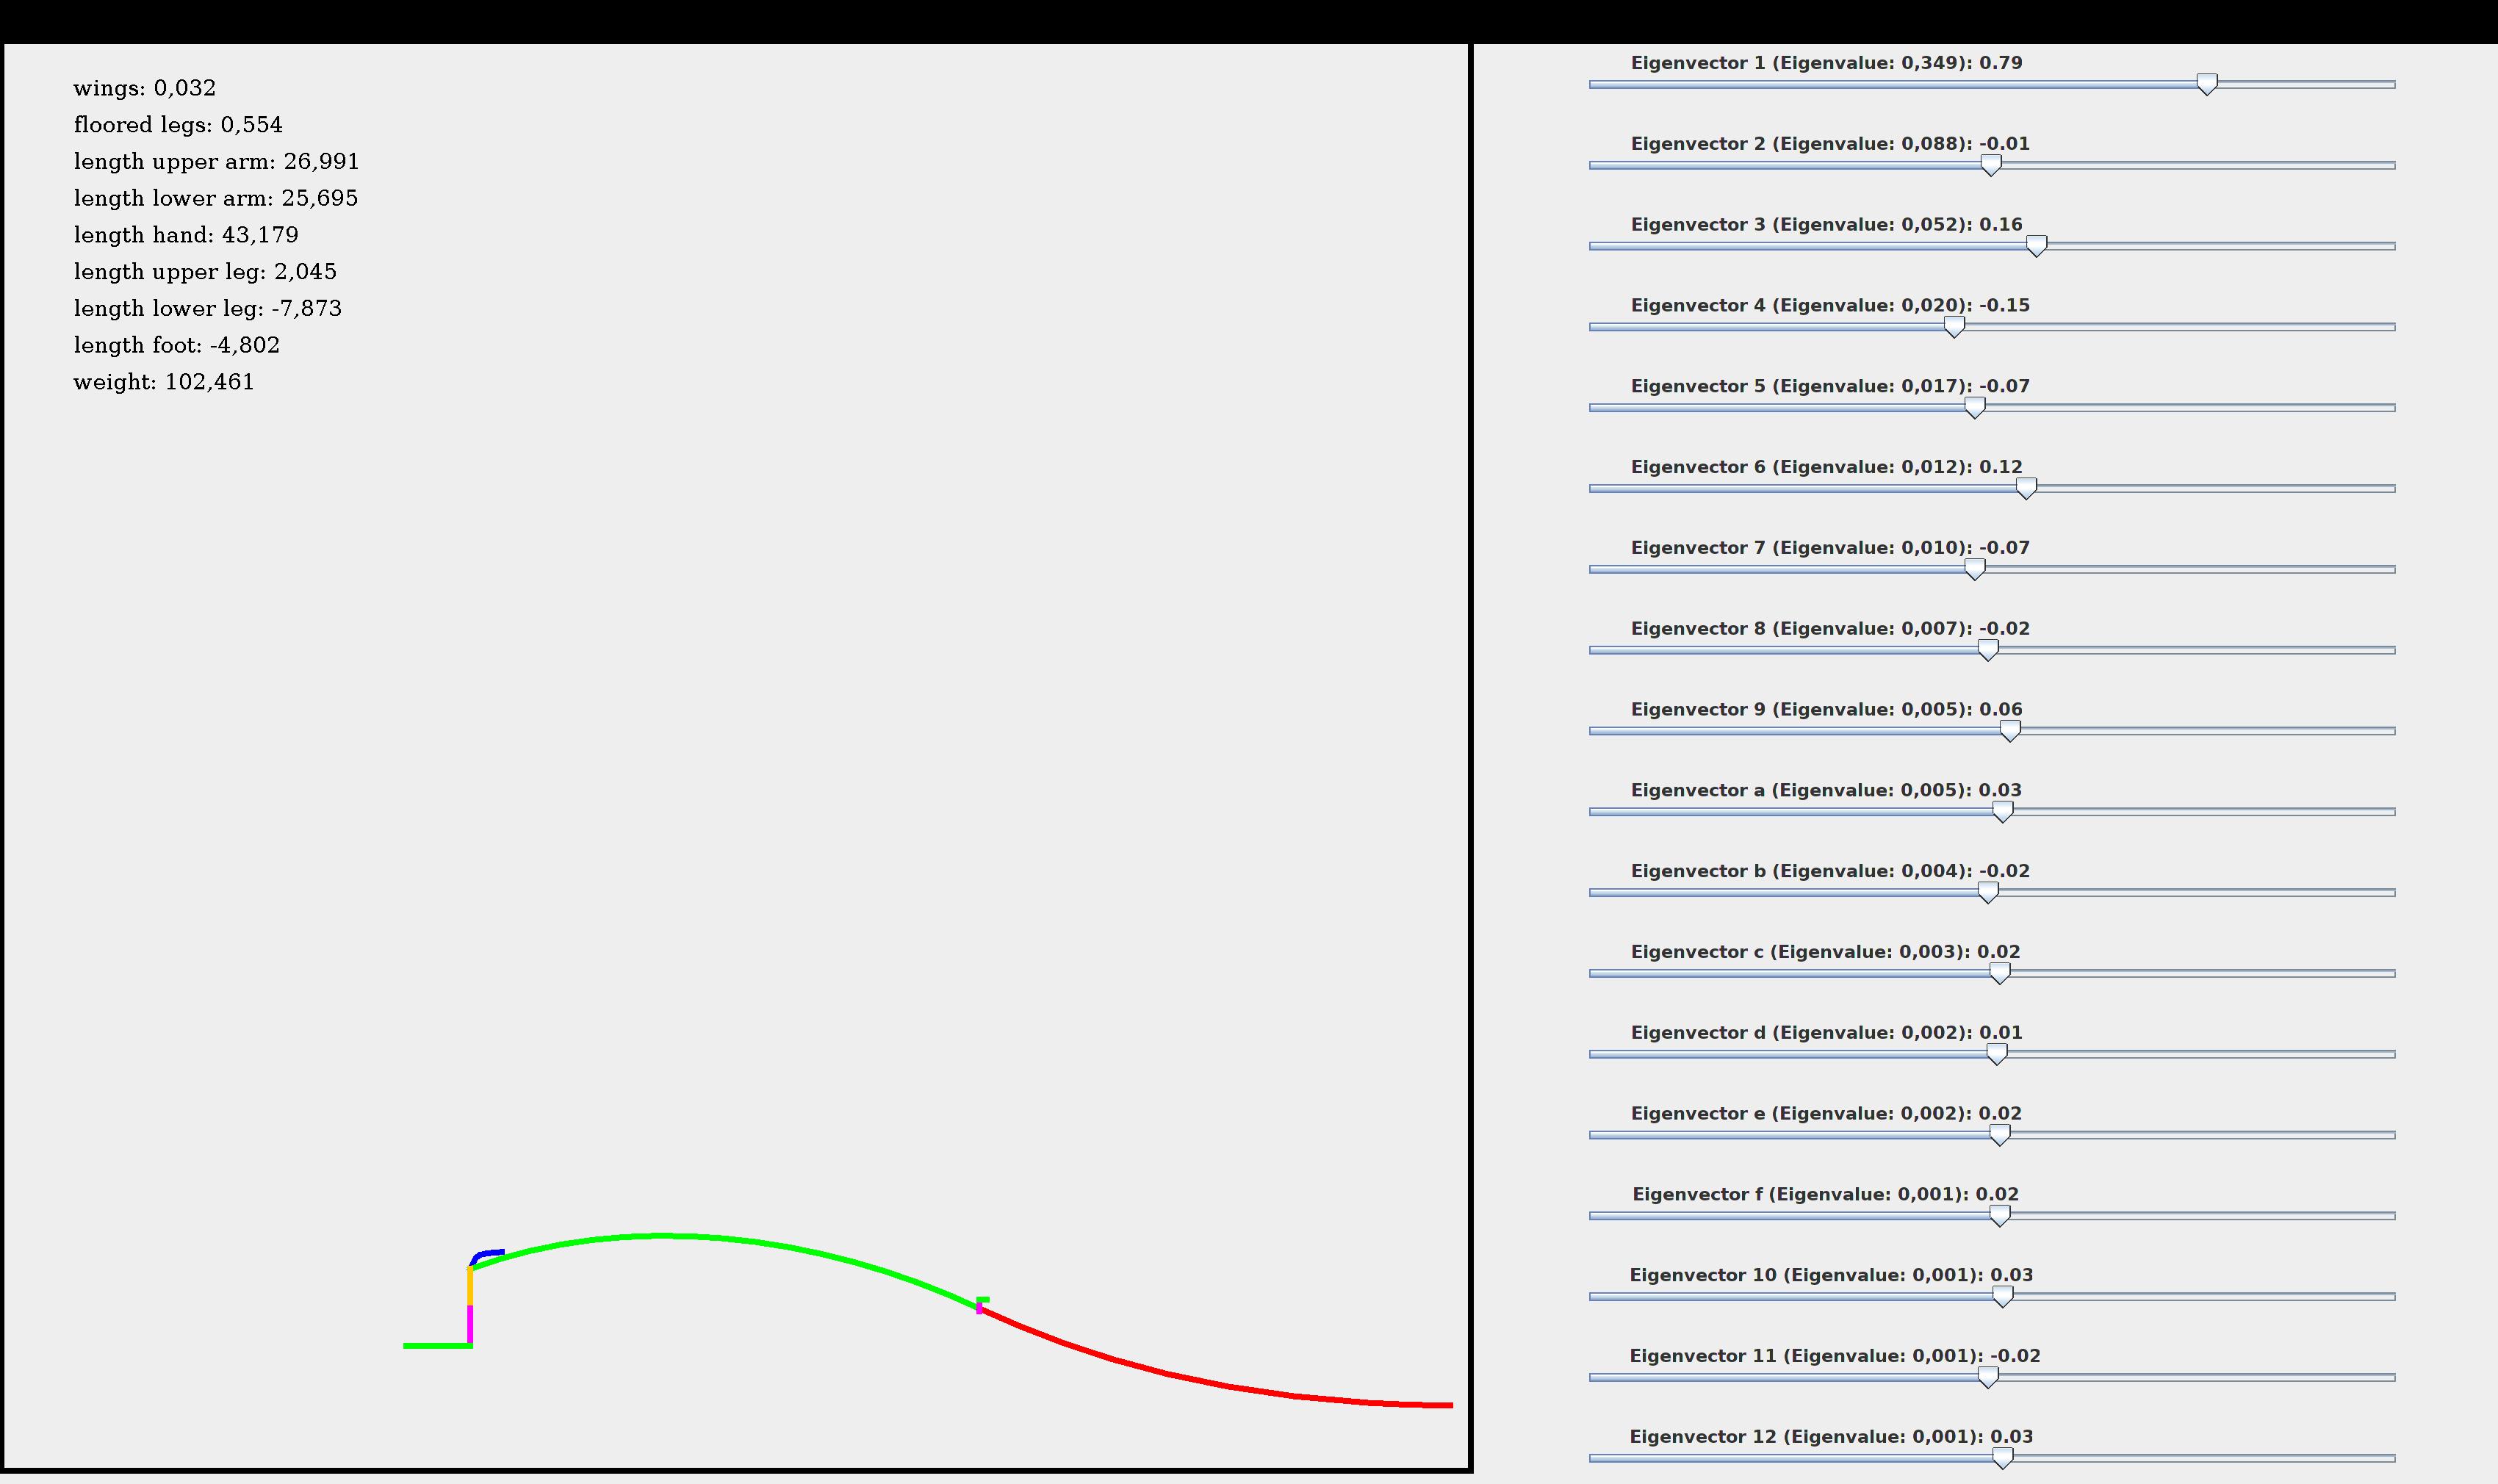 wings: 0,032
floored legs: 0,554
length upper arm: 26,991
length lower arm: 25,695
length hand: 43,179
length upper leg: 2,045
length lower leg: -7,873
length foot: -4,802
weight: 102,461
Eigenvector 1 (Eigenvalue: 0,349): 0.79
Eigenvector 2 (Eigenvalue: 0,088): -0.01
Eigenvector 3 (Eigenvalue: 0,052): 0.16
Eigenvector 4 (Eigenvalue: 0,020): -0.15
Eigenvector 5 (Eigenvalue: 0,017): -0.07
Eigenvector 6 (Eigenvalue: 0,012): 0.12
Eigenvector 7 (Eigenvalue: 0,010): -0.07
Eigenvector 8 (Eigenvalue: 0,007): -0.02
Eigenvector 9 (Eigenvalue: 0,005): 0.06
Eigenvector a (Eigenvalue: 0,005): 0.03
Eigenvector b (Eigenvalue: 0,004): -0.02
Eigenvector c (Eigenvalue: 0,003): 0.02
Eigenvector d (Eigenvalue: 0,002): 0.01
Eigenvector e (Eigenvalue: 0,002): 0.02
Eigenvector f (Eigenvalue: 0,001): 0.02
Eigenvector 10 (Eigenvalue: 0,001): 0.03
Eigenvector 11 (Eigenvalue: 0,001): -0.02
Eigenvector 12 (Eigenvalue: 0,001): 0.03